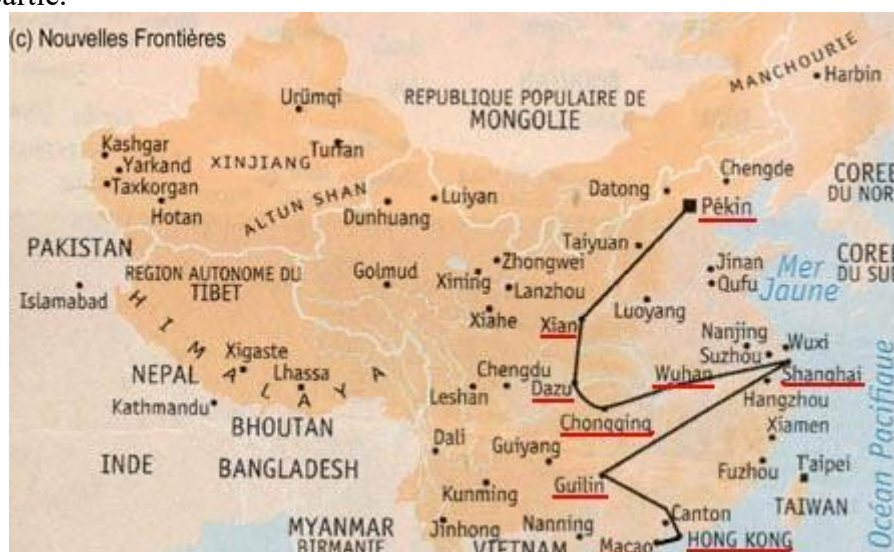 partie.
(c) Nouvelles Frontières
MANCHOURIE
Harbin
Urümqi
REPUBLIQUE POPULAIRE DE
MONGOLIE
Kashgar
Yarkand
Taxkorgan
Hotan
XINJIANG
Turfan
ALTUN SHAN
Dunhuang
Luiyan
Datong
Chengde
COREE
DU NOR
Pékin
PAKISTAN
Islamabad
REGION AUTONOME DU
TIBET
Golmud
Taiyuan
Xining
Zhongwei
Lanzhou
Xiahe
Jinan
Qufu
Mer
Jaune
COREE
DU SUD
HIMALAYA
Xian
Luoyang
Nanjing
Suzhou
Wuxi
NEPAL
Xigaste
Lhassa
Kathmandu
Chengdu
Leshan
Dazu
Wuhan
Shanghai
Hangzhou
BHOUTAN
Chongqing
Xiamen
INDE
BANGLADESH
Dali
Guiyang
Guilin
Fuzhou
Taipei
TAIWAN
Océan Pacifique
Kunming
MYANMAR
BIRMANIE
Jinhong
Nanning
VIETNAM
Canton
Macao
HONG KONG